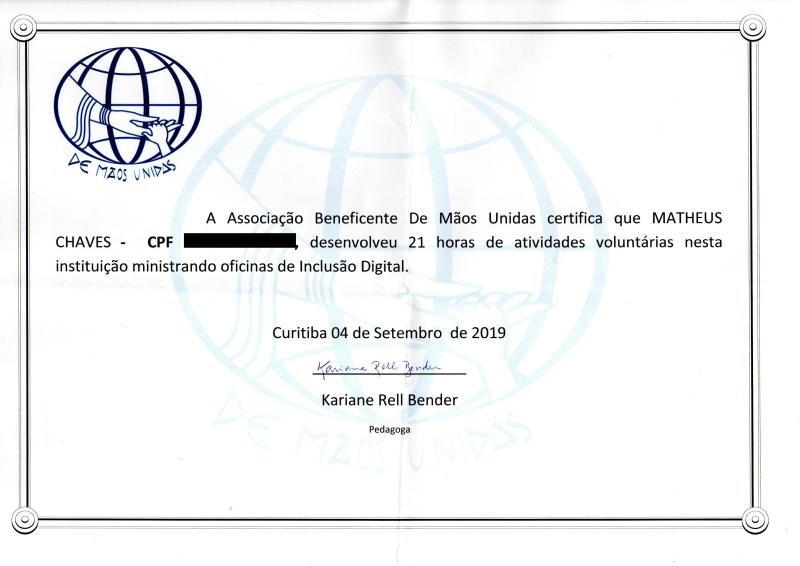 DE MÃOS UNIDAS
A Associação Beneficente De Mãos Unidas certifica que MATHEUS
CHAVES - CPF , desenvolveu 21 horas de atividades voluntárias nesta
instituição ministrando oficinas de Inclusão Digital.
Curitiba 04 de Setembro de 2019
Kariane Rell Bender
Kariane Rell Bender
Pedagoga
DE MÃOS UNIDAS